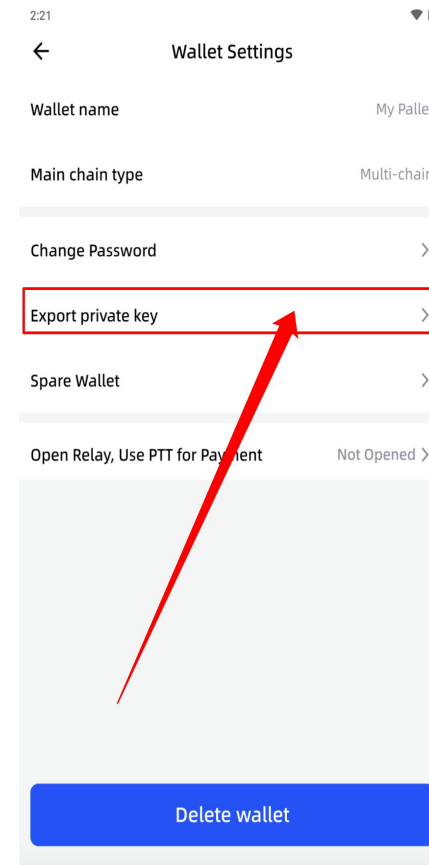 2:21
Wallet Settings
Wallet name My Palle
Main chain type Multi-chain
Change Password
Export private key
Spare Wallet
Open Relay, Use PTT for Payment Not Opened
Delete wallet